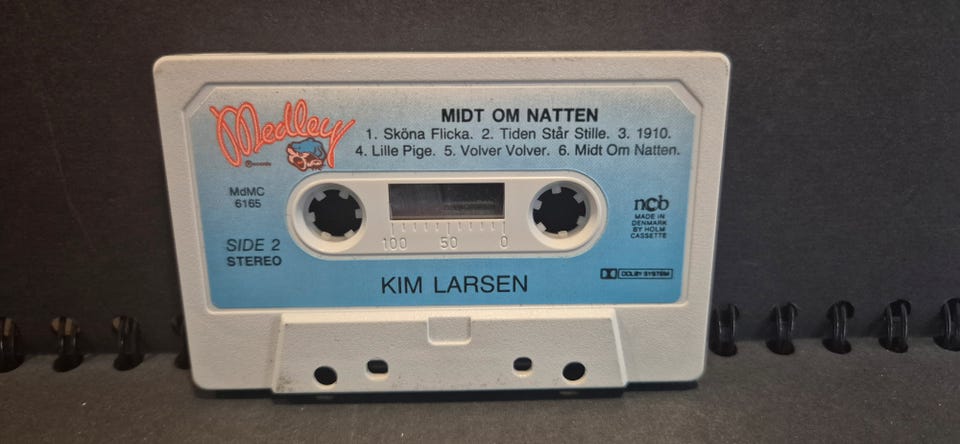 Medley
Records
MIDT OM NATTEN
1. Sköna Flicka. 2. Tiden Står Stille. 3. 1910.
4. Lille Pige. 5. Volver Volver. 6. Midt Om Natten.
MdMC
6165
SIDE 2
STEREO
100 50 0
ncb
MADE IN
DENMARK
BY HOLM
CASSETTE
DOLBY SYSTEM
KIM LARSEN